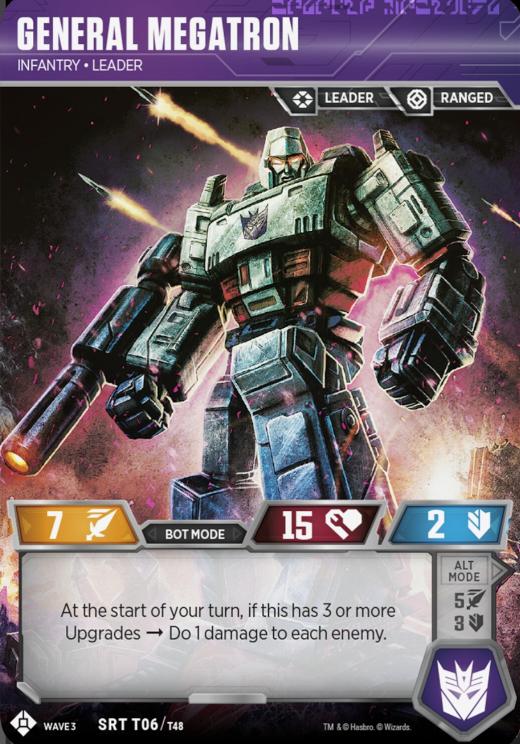 GENERAL MEGATRON
INFANTRY • LEADER
LEADER RANGED
7 BOT MODE 15 2
ALT
MODE
5
3
At the start of your turn, if this has 3 or more
Upgrades → Do 1 damage to each enemy.
WAVE 3 SRT T06/T48 TM & © Hasbro. © Wizards.